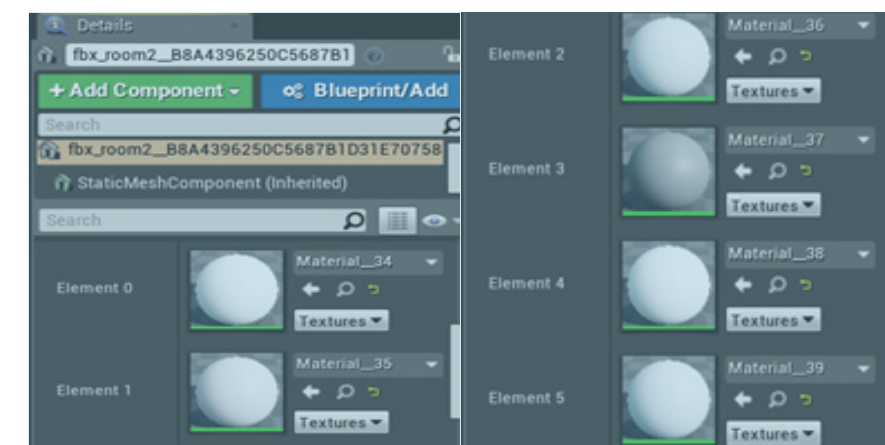 Details
fbx_room2__B8A4396250C5687B1
+ Add Component
Blueprint/Add
Search
fbx_room2__B8A4396250C5687B1D31E70758
StaticMeshComponent (Inherited)
Search
Element 0
Material__34
Textures
Element 1
Material__35
Textures
Element 2
Material__36
Textures
Element 3
Material__37
Textures
Element 4
Material__38
Textures
Element 5
Material__39
Textures